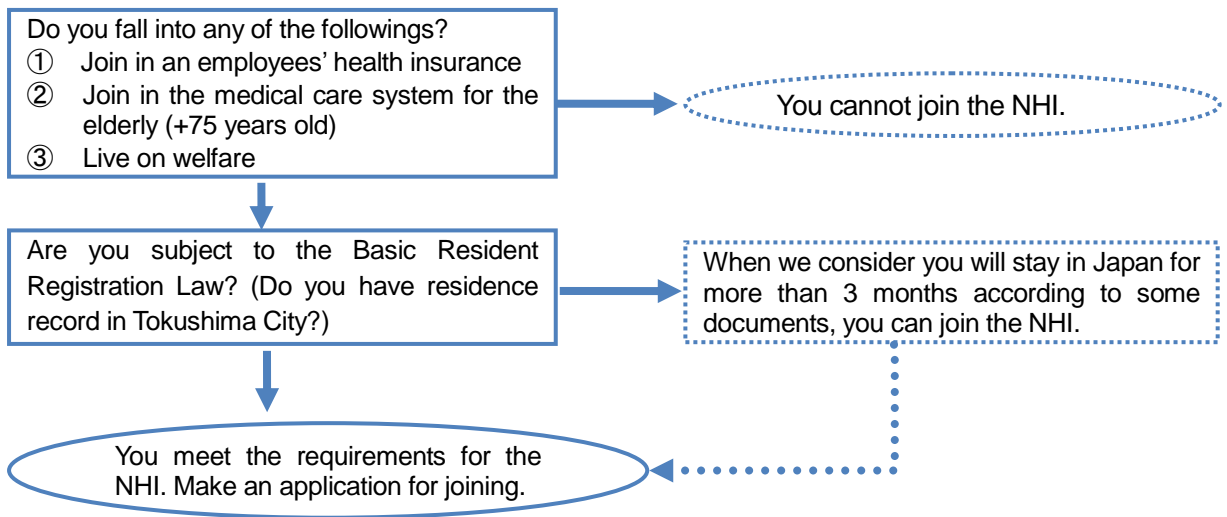 Do you fall into any of the followings?
① Join in an employees’ health insurance
② Join in the medical care system for the
elderly (+75 years old)
③ Live on welfare
You cannot join the NHI.
Are you subject to the Basic Resident
Registration Law? (Do you have residence
record in Tokushima City?)
When we consider you will stay in Japan for
more than 3 months according to some
documents, you can join the NHI.
You meet the requirements for the
NHI. Make an application for joining.